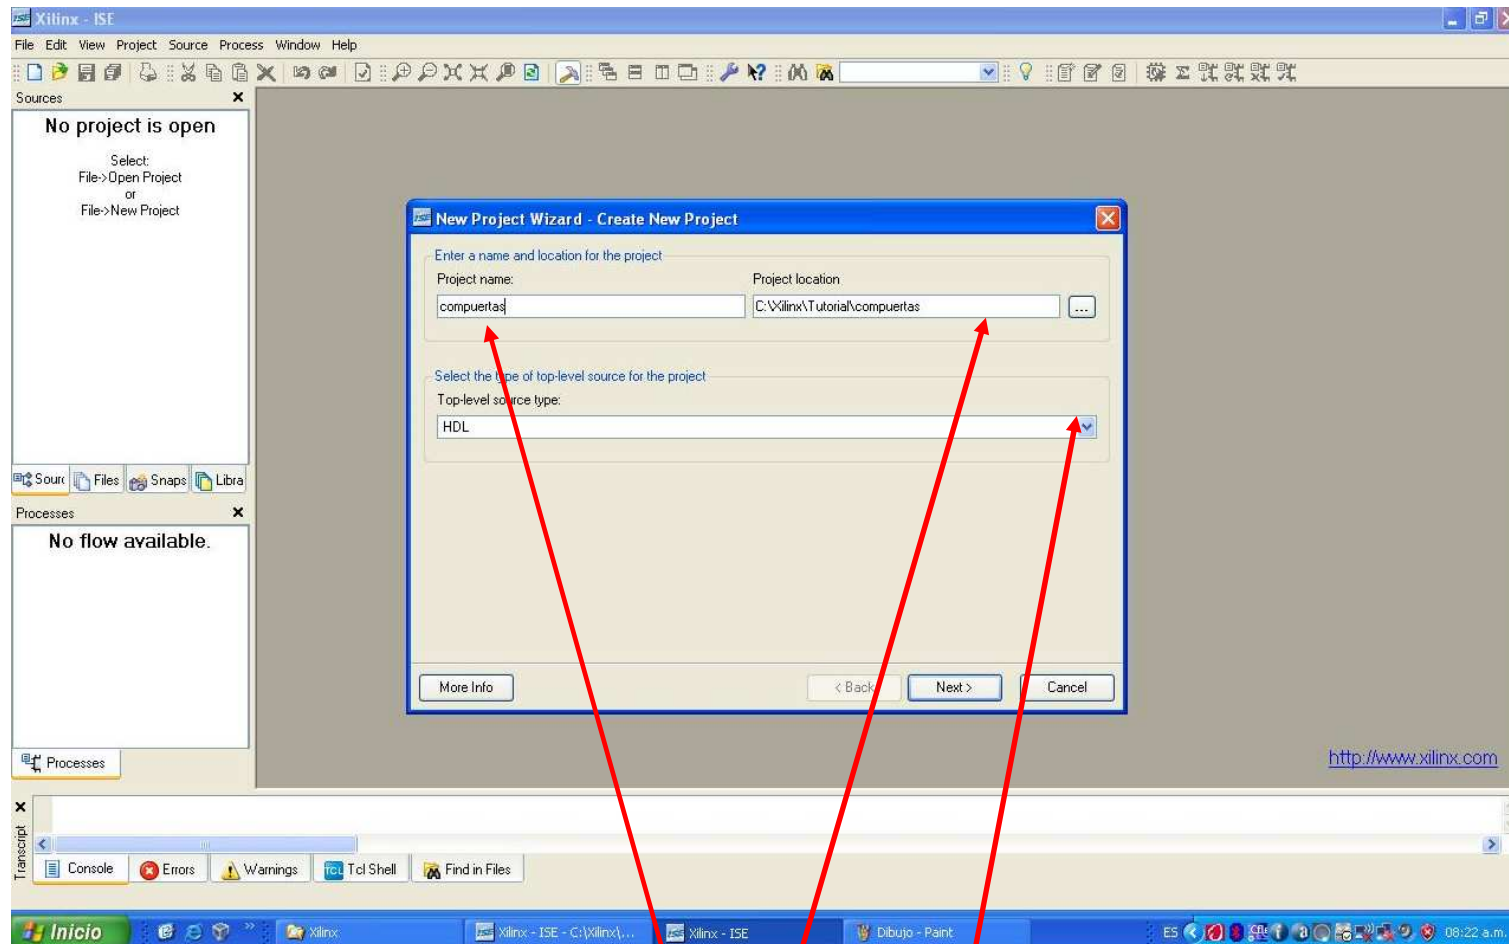 Xilinx - ISE
File Edit View Project Source Process Window Help
Sources
No project is open
Select:
File->Open Project
or
File->New Project
Sourc Files Snaps Libra
Processes
No flow available.
Processes
New Project Wizard - Create New Project
Enter a name and location for the project
Project name:
Project location
compuertas
C:\Xilinx\Tutorial\compuertas
...
Select the type of top-level source for the project
Top-level source type:
HDL
More Info
< Back
Next >
Cancel
http://www.xilinx.com
Transcript
Console Errors Warnings Tcl Shell Find in Files
Inicio
Xilinx
Xilinx - ISE - C:\Xilinx\...
Xilinx - ISE
Dibujo - Paint
ES
08:22 a.m.